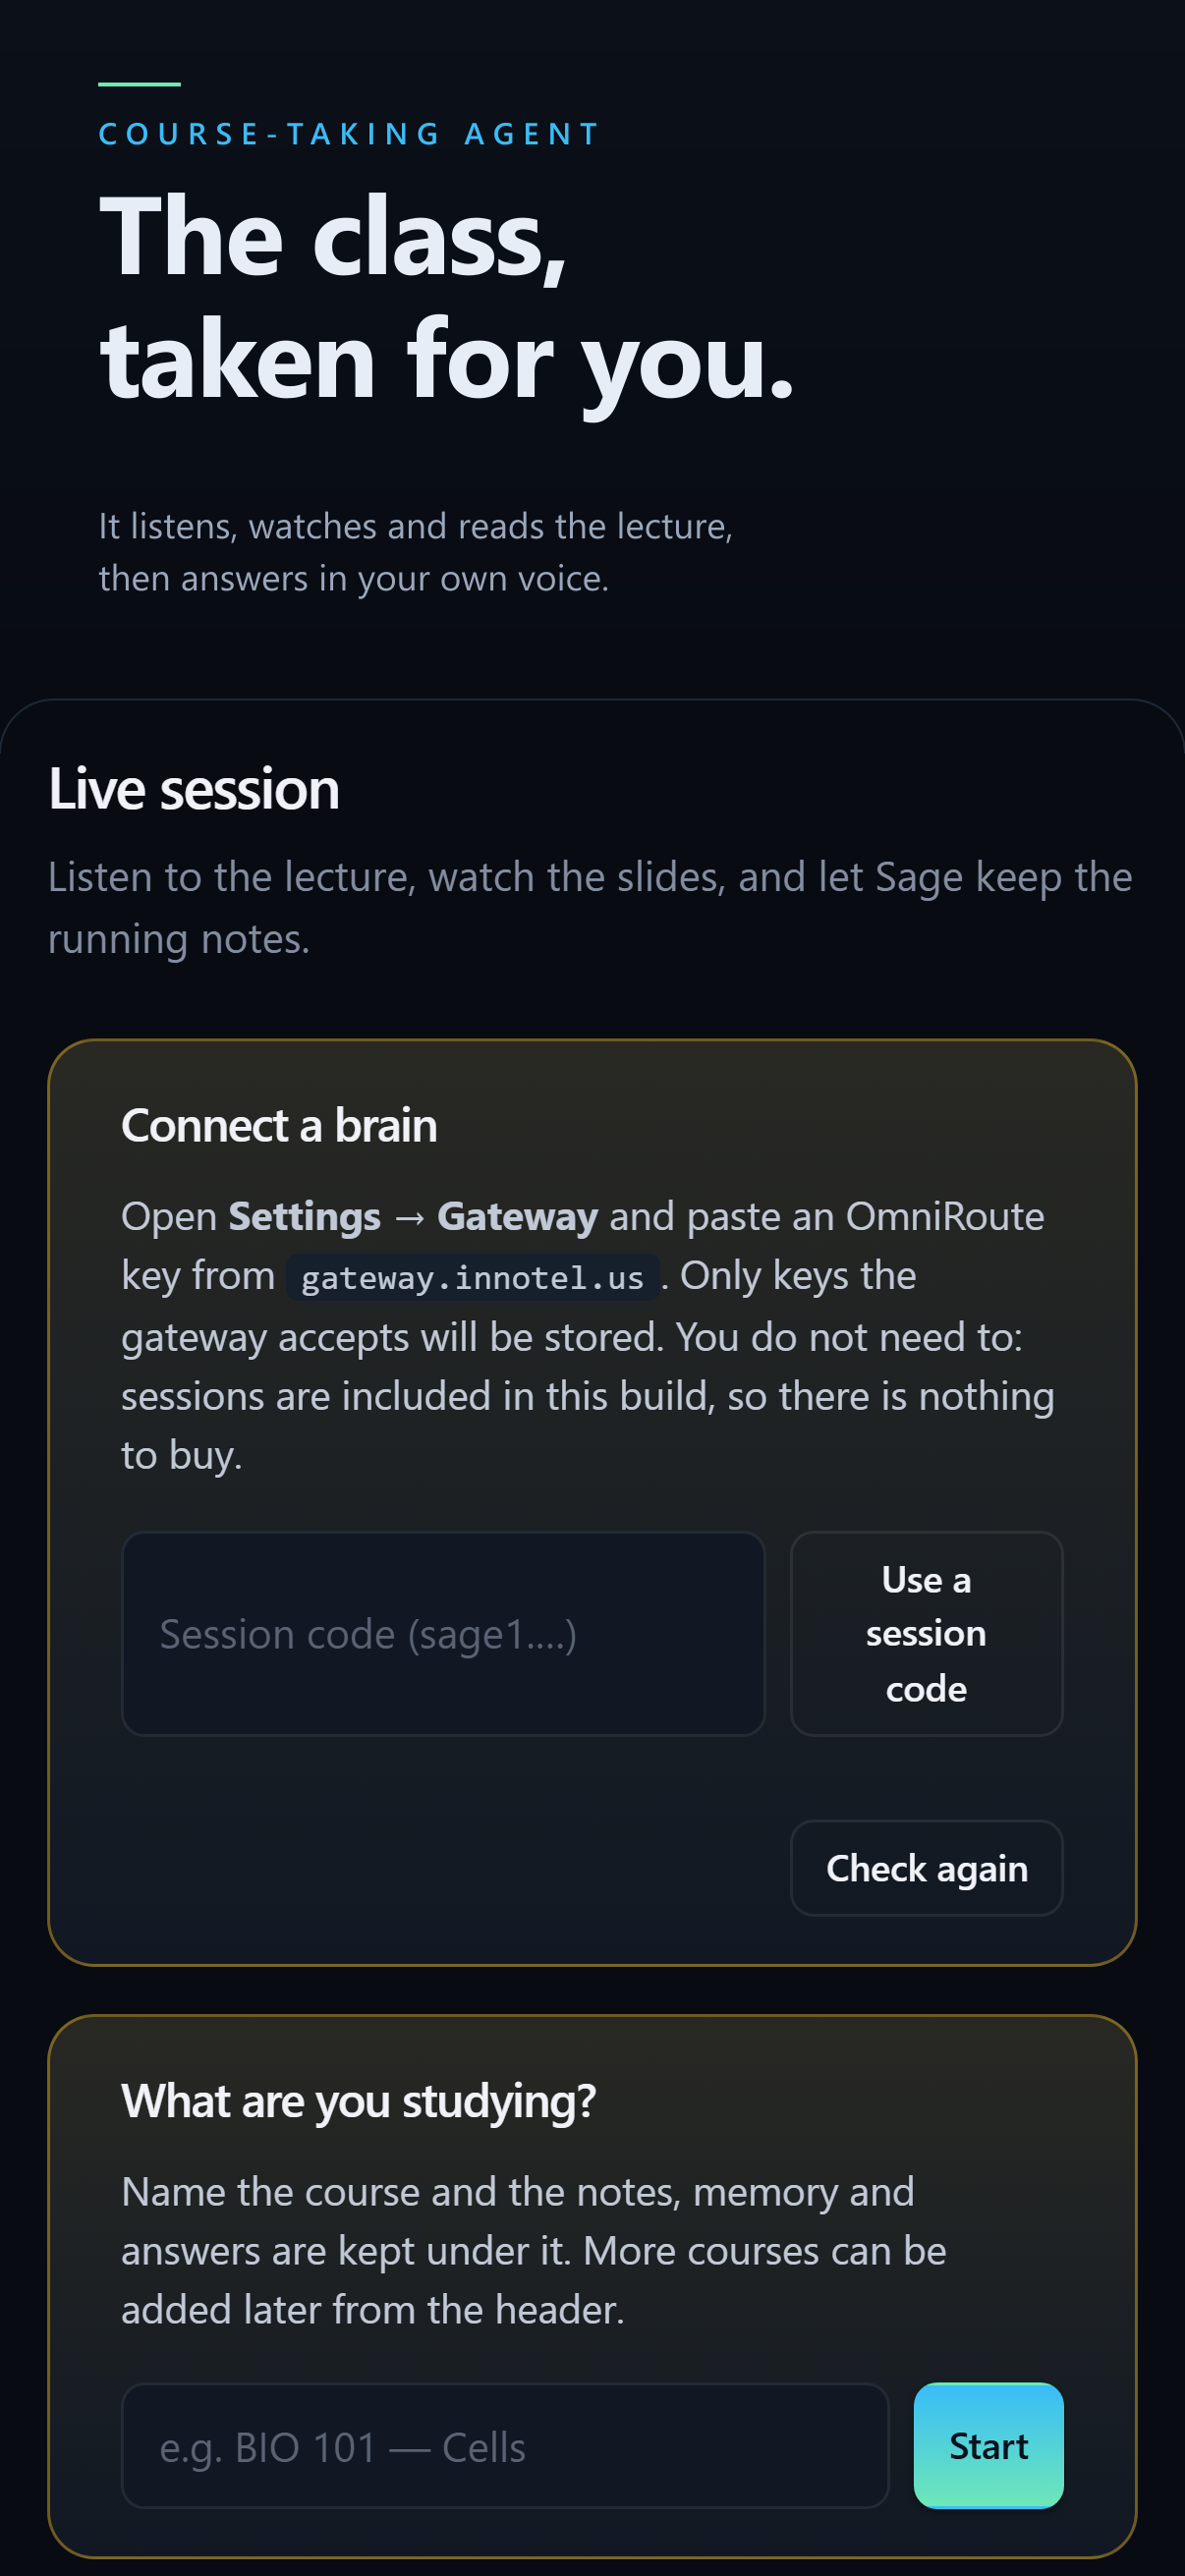 COURSE-TAKING AGENT
The class,
taken for you.
It listens, watches and reads the lecture,
then answers in your own voice.
Live session
Listen to the lecture, watch the slides, and let Sage keep the
running notes.
Connect a brain
Open Settings → Gateway and paste an OmniRoute
key from gateway.innotel.us. Only keys the
gateway accepts will be stored. You do not need to:
sessions are included in this build, so there is nothing
to buy.
Session code (sage1....)
Use a
session
code
Check again
What are you studying?
Name the course and the notes, memory and
answers are kept under it. More courses can be
added later from the header.
e.g. BIO 101 — Cells
Start